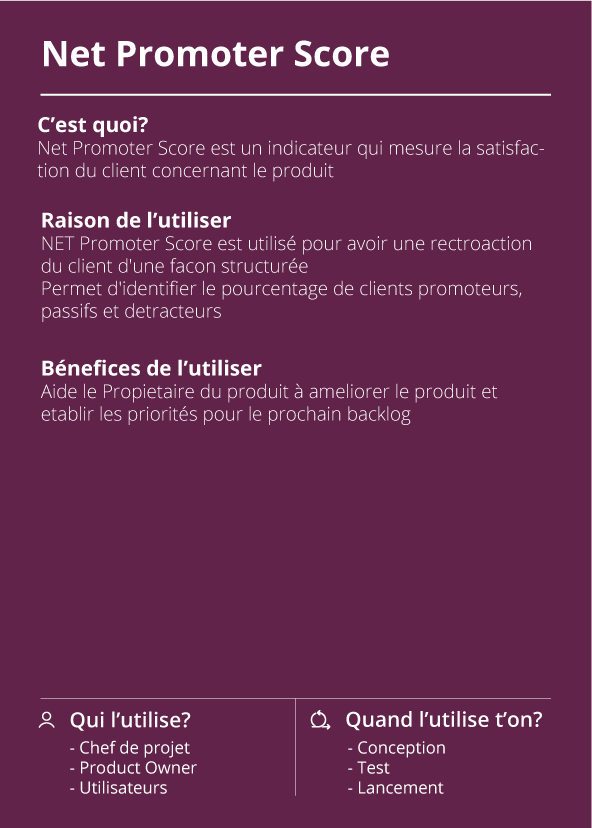 Net Promoter Score
C’est quoi?
Net Promoter Score est un indicateur qui mesure la satisfac-
tion du client concernant le produit
Raison de l’utiliser
NET Promoter Score est utilisé pour avoir une rectroaction
du client d'une facon structurée
Permet d'identifier le pourcentage de clients promoteurs,
passifs et detracteurs
Bénefices de l’utiliser
Aide le Propietaire du produit à ameliorer le produit et
etablir les priorités pour le prochain backlog
Qui l’utilise?
- Chef de projet
- Product Owner
- Utilisateurs
Quand l’utilise t’on?
- Conception
- Test
- Lancement